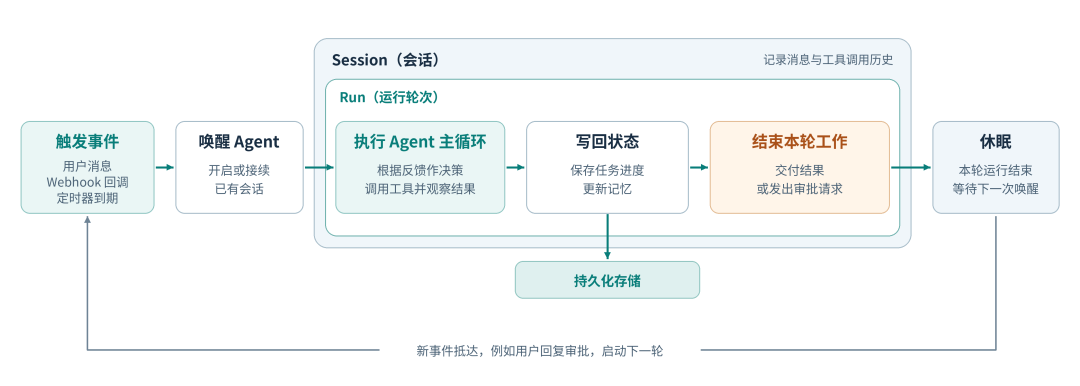 Session（会话）
记录消息与工具调用历史
Run（运行轮次）
触发事件
用户消息
Webhook 回调
定时器到期
唤醒 Agent
开启或接续
已有会话
执行 Agent 主循环
根据反馈作决策
调用工具并观察结果
写回状态
保存任务进度
更新记忆
结束本轮工作
交付结果
或发出审批请求
休眠
本轮运行结束
等待下一次唤醒
持久化存储
新事件抵达，例如用户回复审批，启动下一轮